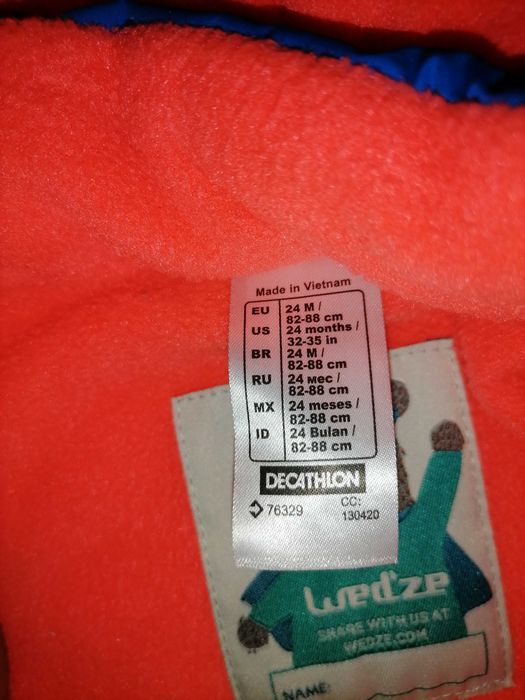 Made in Vietnam
EU 24 M /
82-88 cm
US 24 months /
32-35 in
BR 24 M /
82-88 cm
RU 24 мес /
82-88 cm
MX 24 meses /
82-88 cm
ID 24 Bulan /
82-88 cm
DECATHLON
76329 CC:
130420
wed'ze
SHARE WITH US AT
WEDZE.COM
NAME: